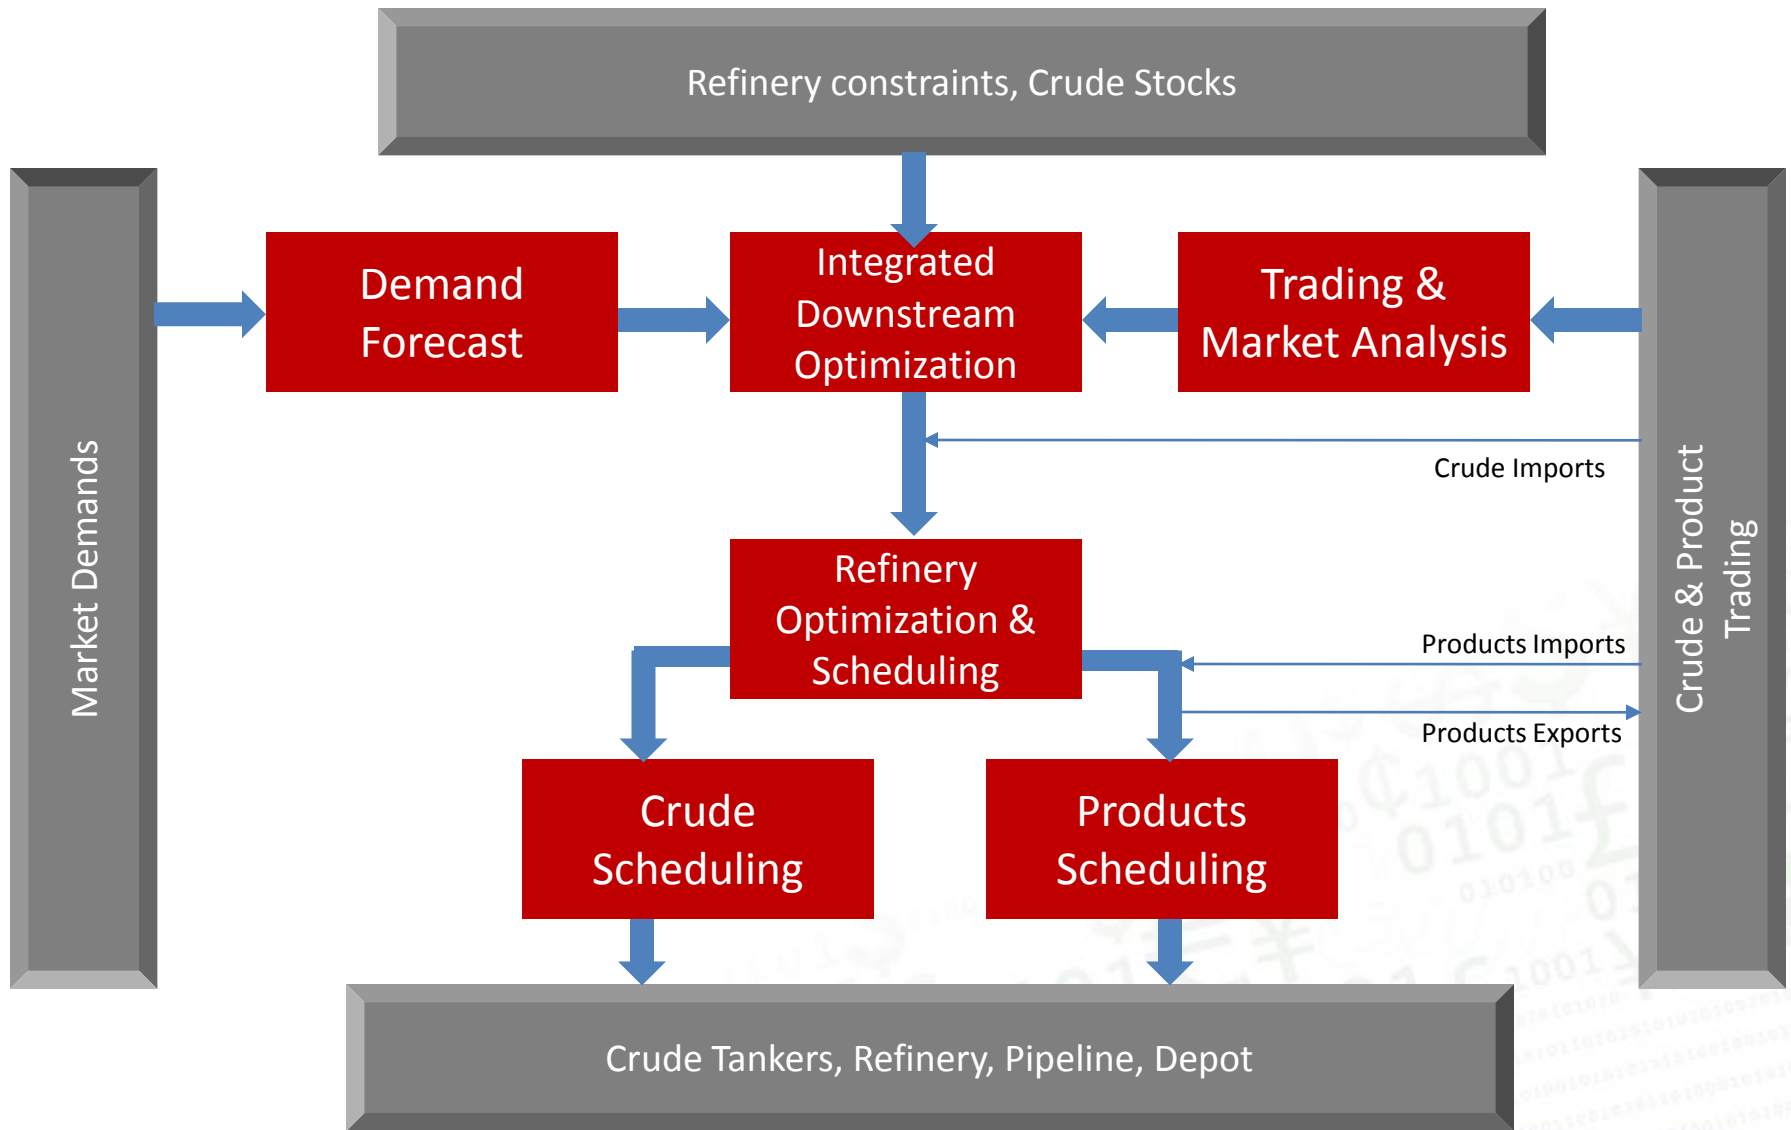 Refinery constraints, Crude Stocks
Market Demands
Demand
Forecast
Integrated
Downstream
Optimization
Trading &
Market Analysis
Crude & Product
Trading
Crude Imports
Refinery
Optimization &
Scheduling
Products Imports
Products Exports
Crude
Scheduling
Products
Scheduling
Crude Tankers, Refinery, Pipeline, Depot